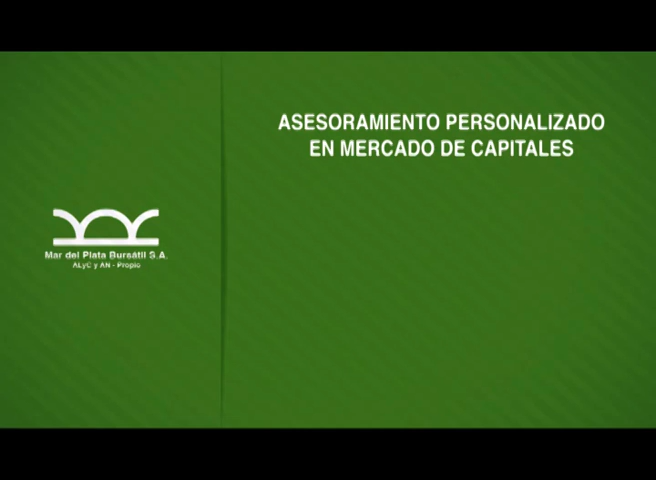 ASESORAMIENTO PERSONALIZADO
EN MERCADO DE CAPITALES
Mar del Plata Bursátil S.A.
ALyC y AN - Propio